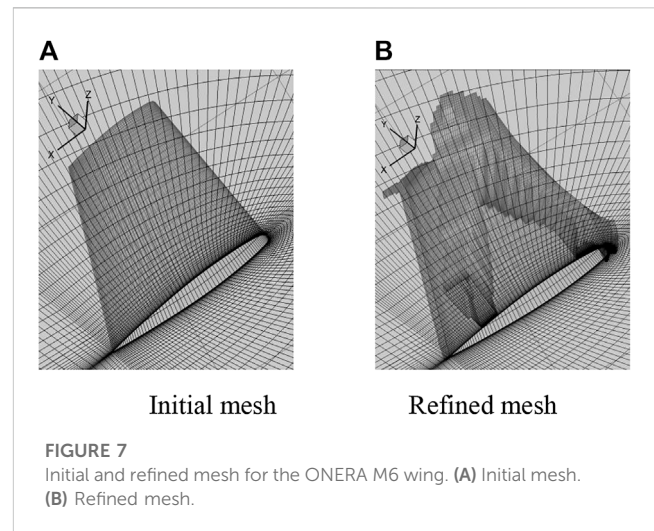 A
B
Y
Z
X
Y
Z
X
Initial mesh
Refined mesh
FIGURE 7
Initial and refined mesh for the ONERA M6 wing. (A) Initial mesh.
(B) Refined mesh.